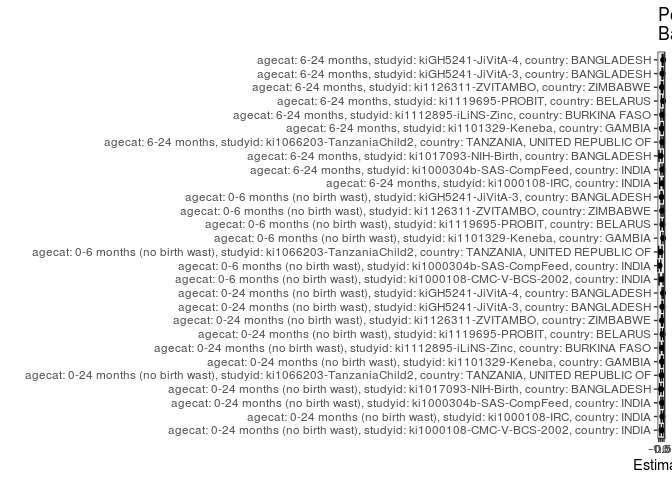 agecat: 6-24 months, studyid: kiGH5241-JiVitA-4, country: BANGLADESH
agecat: 6-24 months, studyid: kiGH5241-JiVitA-3, country: BANGLADESH
agecat: 6-24 months, studyid: ki1126311-ZVITAMBO, country: ZIMBABWE
agecat: 6-24 months, studyid: ki1119695-PROBIT, country: BELARUS
agecat: 6-24 months, studyid: ki1112895-iLiNS-Zinc, country: BURKINA FASO
agecat: 6-24 months, studyid: ki1101329-Keneba, country: GAMBIA
agecat: 6-24 months, studyid: ki1066203-TanzaniaChild2, country: TANZANIA, UNITED REPUBLIC OF
agecat: 6-24 months, studyid: ki1017093-NIH-Birth, country: BANGLADESH
agecat: 6-24 months, studyid: ki1000304b-SAS-CompFeed, country: INDIA
agecat: 6-24 months, studyid: ki1000108-IRC, country: INDIA
agecat: 0-6 months (no birth wast), studyid: kiGH5241-JiVitA-3, country: BANGLADESH
agecat: 0-6 months (no birth wast), studyid: ki1126311-ZVITAMBO, country: ZIMBABWE
agecat: 0-6 months (no birth wast), studyid: ki1119695-PROBIT, country: BELARUS
agecat: 0-6 months (no birth wast), studyid: ki1101329-Keneba, country: GAMBIA
agecat: 0-6 months (no birth wast), studyid: ki1066203-TanzaniaChild2, country: TANZANIA, UNITED REPUBLIC OF
agecat: 0-6 months (no birth wast), studyid: ki1000304b-SAS-CompFeed, country: INDIA
agecat: 0-6 months (no birth wast), studyid: ki1000108-CMC-V-BCS-2002, country: INDIA
agecat: 0-24 months (no birth wast), studyid: kiGH5241-JiVitA-4, country: BANGLADESH
agecat: 0-24 months (no birth wast), studyid: kiGH5241-JiVitA-3, country: BANGLADESH
agecat: 0-24 months (no birth wast), studyid: ki1126311-ZVITAMBO, country: ZIMBABWE
agecat: 0-24 months (no birth wast), studyid: ki1119695-PROBIT, country: BELARUS
agecat: 0-24 months (no birth wast), studyid: ki1112895-iLiNS-Zinc, country: BURKINA FASO
agecat: 0-24 months (no birth wast), studyid: ki1101329-Keneba, country: GAMBIA
agecat: 0-24 months (no birth wast), studyid: ki1066203-TanzaniaChild2, country: TANZANIA, UNITED REPUBLIC OF
agecat: 0-24 months (no birth wast), studyid: ki1017093-NIH-Birth, country: BANGLADESH
agecat: 0-24 months (no birth wast), studyid: ki1000304b-SAS-CompFeed, country: INDIA
agecat: 0-24 months (no birth wast), studyid: ki1000108-IRC, country: INDIA
agecat: 0-24 months (no birth wast), studyid: ki1000108-CMC-V-BCS-2002, country: INDIA